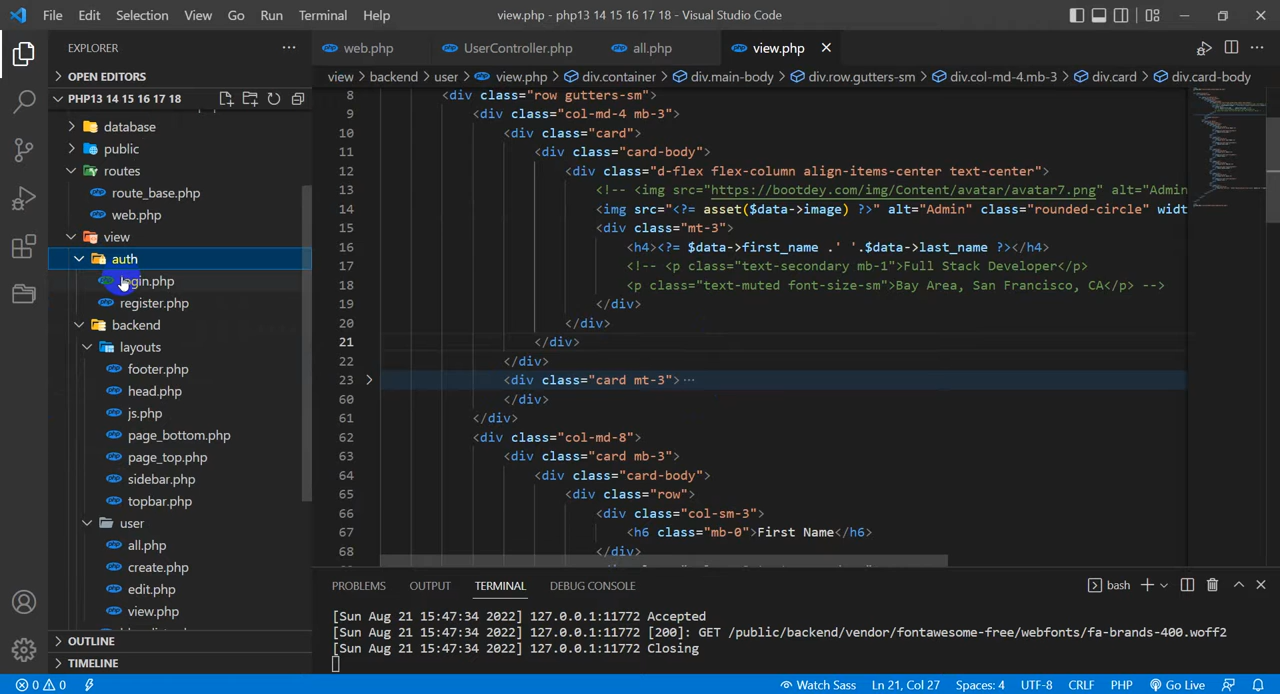 File Edit Selection View Go Run Terminal Help view.php - php13 14 15 16 17 18 - Visual Studio Code
EXPLORER
OPEN EDITORS
PHP13 14 15 16 17 18
database
public
routes
route_base.php
web.php
view
auth
login.php
register.php
backend
layouts
footer.php
head.php
js.php
page_bottom.php
page_top.php
sidebar.php
topbar.php
user
all.php
create.php
edit.php
view.php
OUTLINE
TIMELINE
web.php UserController.php all.php view.php
view > backend > user > view.php > div.container > div.main-body > div.row.gutters-sm > div.col-md-4.mb-3 > div.card > div.card-body
8 <div class="row gutters-sm">
9 <div class="col-md-4 mb-3">
10 <div class="card">
11 <div class="card-body">
12 <div class="d-flex flex-column align-items-center text-center">
13 <!-- <img src="https://bootdey.com/img/Content/avatar/avatar7.png" alt="Admin
14 <img src="<?= asset($data->image) ?>" alt="Admin" class="rounded-circle" widt
15 <div class="mt-3">
16 <h4><?= $data->first_name .' '.$data->last_name ?></h4>
17 <!-- <p class="text-secondary mb-1">Full Stack Developer</p>
18 <p class="text-muted font-size-sm">Bay Area, San Francisco, CA</p> -->
19 </div>
20 </div>
21 </div>
22 </div>
23 <div class="card mt-3">···
60 </div>
61 </div>
62 <div class="col-md-8">
63 <div class="card mb-3">
64 <div class="card-body">
65 <div class="row">
66 <div class="col-sm-3">
67 <h6 class="mb-0">First Name</h6>
68 </div>
PROBLEMS OUTPUT TERMINAL DEBUG CONSOLE bash
[Sun Aug 21 15:47:34 2022] 127.0.0.1:11772 Accepted
[Sun Aug 21 15:47:34 2022] 127.0.0.1:11772 [200]: GET /public/backend/vendor/fontawesome-free/webfonts/fa-brands-400.woff2
[Sun Aug 21 15:47:34 2022] 127.0.0.1:11772 Closing
0 0 Watch Sass Ln 21, Col 27 Spaces: 4 UTF-8 CRLF PHP Go Live